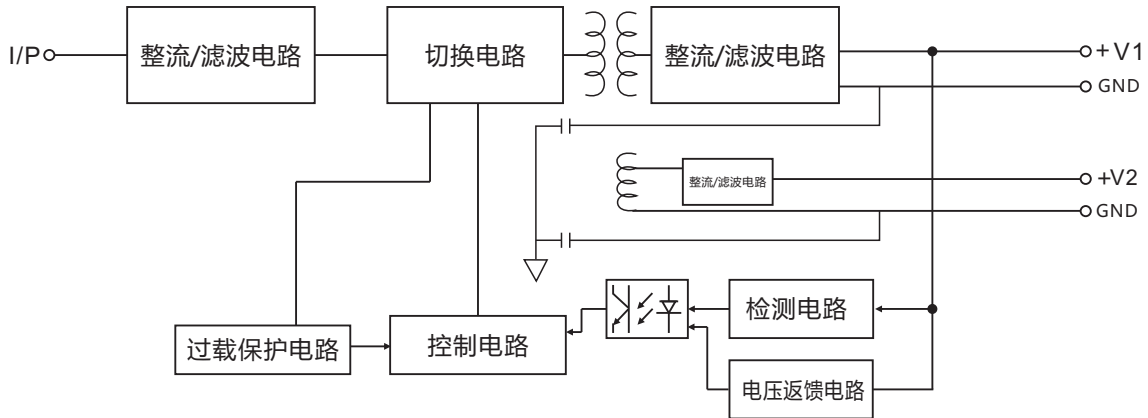 I/P
整流/滤波电路
切换电路
整流/滤波电路
+V1
GND
整流/滤波电路
+V2
GND
检测电路
过载保护电路
控制电路
电压返馈电路